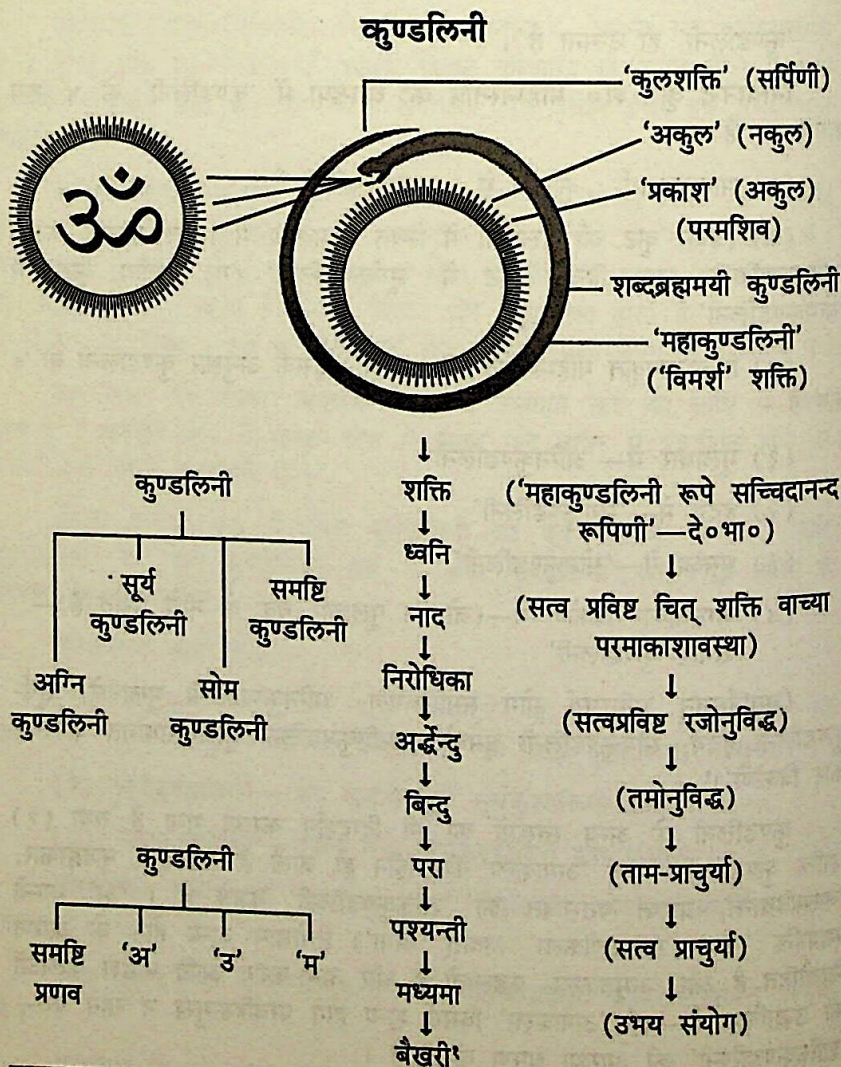 कुण्डलिनी
'कुलशक्ति' (सर्पिणी)
'अकुल' (नकुल)
'प्रकाश' (अकुल)
(परमशिव)
शब्दब्रह्ममयी कुण्डलिनी
'महाकुण्डलिनी'
('विमर्श' शक्ति)
ॐ
कुण्डलिनी
सूर्य
कुण्डलिनी
समष्टि
कुण्डलिनी
अग्नि
कुण्डलिनी
सोम
कुण्डलिनी
कुण्डलिनी
समष्टि
प्रणव
'अ'
'उ'
'म'
↓
शक्ति
↓
ध्वनि
↓
नाद
↓
निरोधिका
↓
अर्द्धेन्दु
↓
बिन्दु
↓
परा
↓
पश्यन्ती
↓
मध्यमा
↓
बैखरी१
('महाकुण्डलिनी रूपे सच्चिदानन्द
रूपिणी'—दे०भा०)
↓
(सत्व प्रविष्ट चित् शक्ति वाच्या
परमाकाशावस्था)
↓
(सत्वप्रविष्ट रजोनुविद्ध)
↓
(तमोनुविद्ध)
↓
(ताम-प्राचुर्या)
↓
(सत्व प्राचुर्या)
↓
(उभय संयोग)